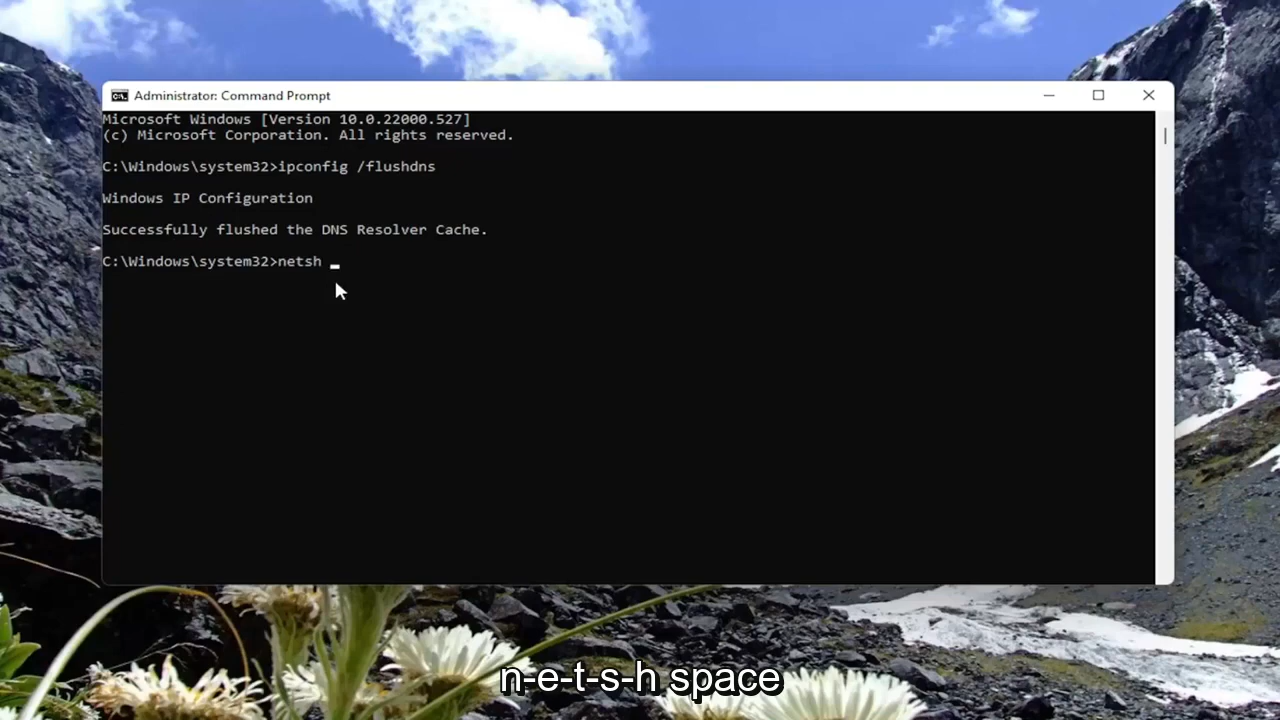 Administrator: Command Prompt
Microsoft Windows [Version 10.0.22000.527]
(c) Microsoft Corporation. All rights reserved.
C:\Windows\system32>ipconfig /flushdns
Windows IP Configuration
Successfully flushed the DNS Resolver Cache.
C:\Windows\system32>netsh _
n-e-t-s-h space